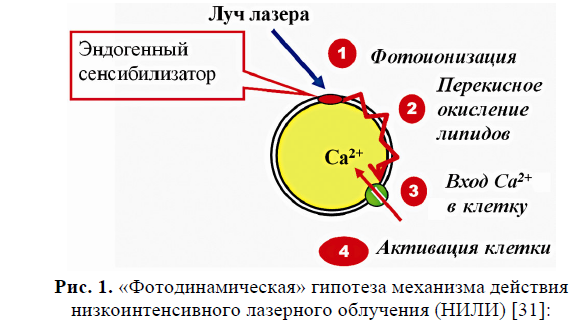 Луч лазера
Эндогенный
сенсибилизатор
1 Фотоионизация
2 Перекисное
окисление
липидов
Ca²⁺
3 Вход Ca²⁺
в клетку
4 Активация клетки
Рис. 1. «Фотодинамическая» гипотеза механизма действия
низкоинтенсивного лазерного облучения (НИЛИ) [31]: